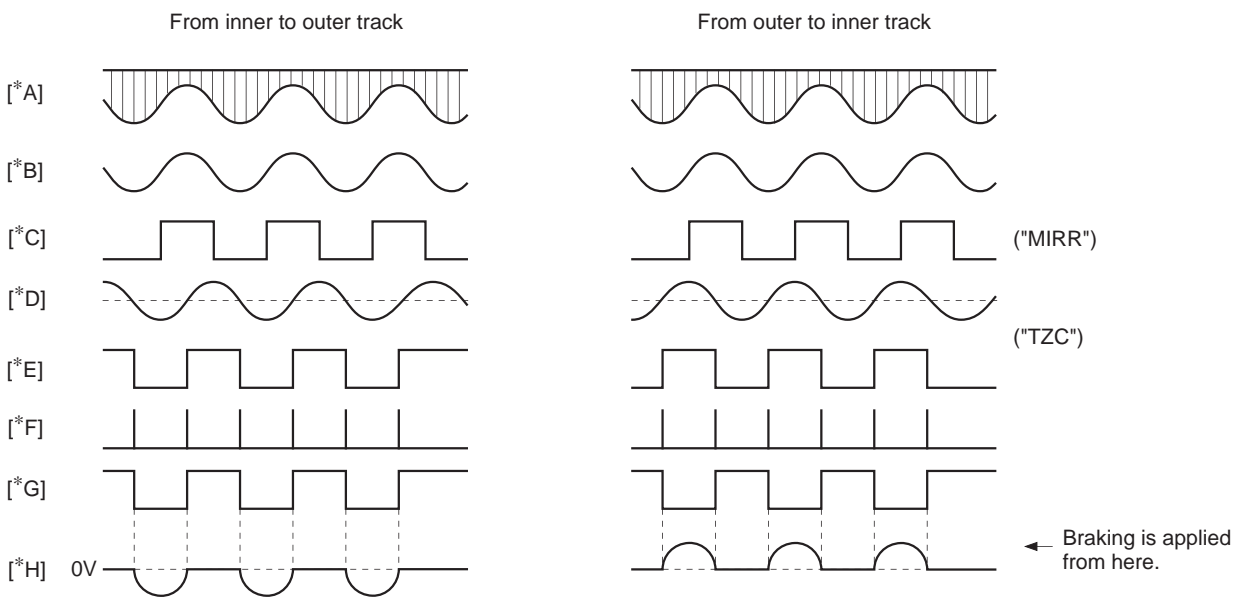 From inner to outer track
From outer to inner track
[*A]
[*B]
[*C]
("MIRR")
[*D]
("TZC")
[*E]
[*F]
[*G]
Braking is applied
from here.
[*H]
0V